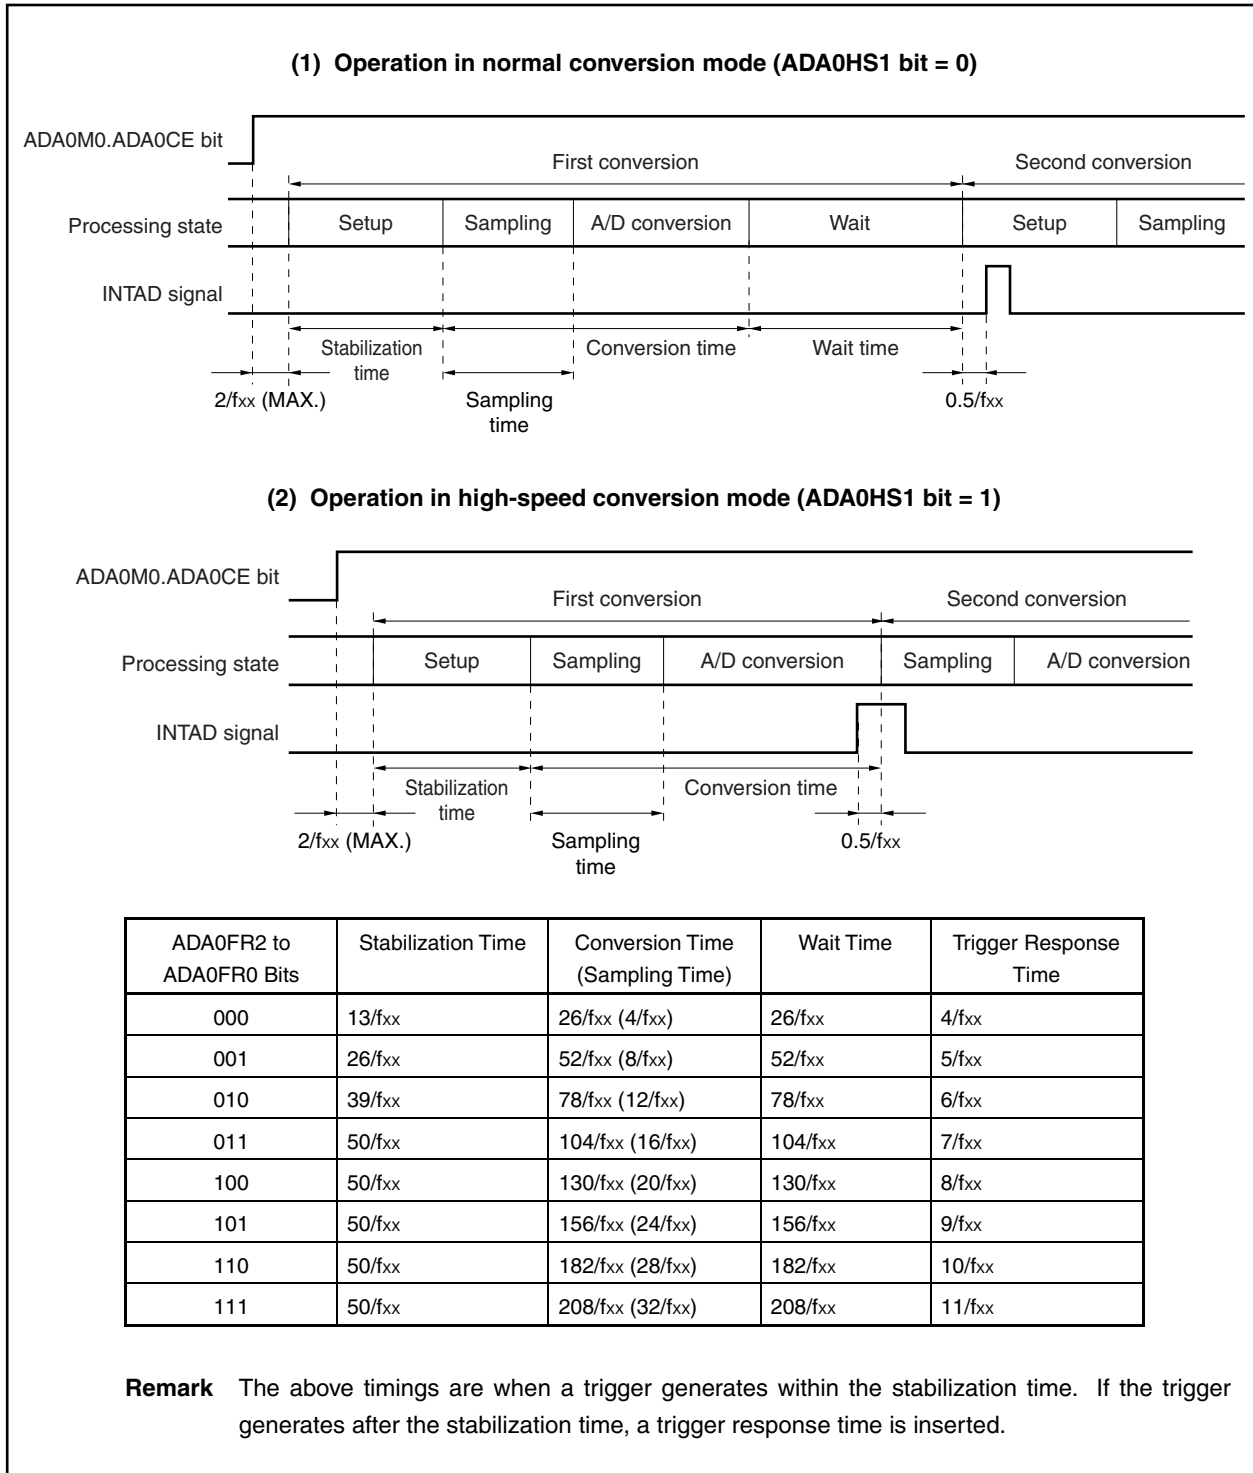 (1) Operation in normal conversion mode (ADA0HS1 bit = 0)
ADA0M0.ADA0CE bit
First conversion
Second conversion
Processing state
Setup
Sampling
A/D conversion
Wait
Setup
Sampling
INTAD signal
Stabilization
time
Conversion time
Wait time
2/fxx (MAX.)
Sampling
time
0.5/fxx
(2) Operation in high-speed conversion mode (ADA0HS1 bit = 1)
ADA0M0.ADA0CE bit
First conversion
Second conversion
Processing state
Setup
Sampling
A/D conversion
Sampling
A/D conversion
INTAD signal
Stabilization
time
Conversion time
2/fxx (MAX.)
Sampling
time
0.5/fxx
ADA0FR2 to
ADA0FR0 Bits
Stabilization Time
Conversion Time
(Sampling Time)
Wait Time
Trigger Response
Time
000 13/fxx 26/fxx (4/fxx) 26/fxx 4/fxx
001 26/fxx 52/fxx (8/fxx) 52/fxx 5/fxx
010 39/fxx 78/fxx (12/fxx) 78/fxx 6/fxx
011 50/fxx 104/fxx (16/fxx) 104/fxx 7/fxx
100 50/fxx 130/fxx (20/fxx) 130/fxx 8/fxx
101 50/fxx 156/fxx (24/fxx) 156/fxx 9/fxx
110 50/fxx 182/fxx (28/fxx) 182/fxx 10/fxx
111 50/fxx 208/fxx (32/fxx) 208/fxx 11/fxx
Remark The above timings are when a trigger generates within the stabilization time. If the trigger
generates after the stabilization time, a trigger response time is inserted.